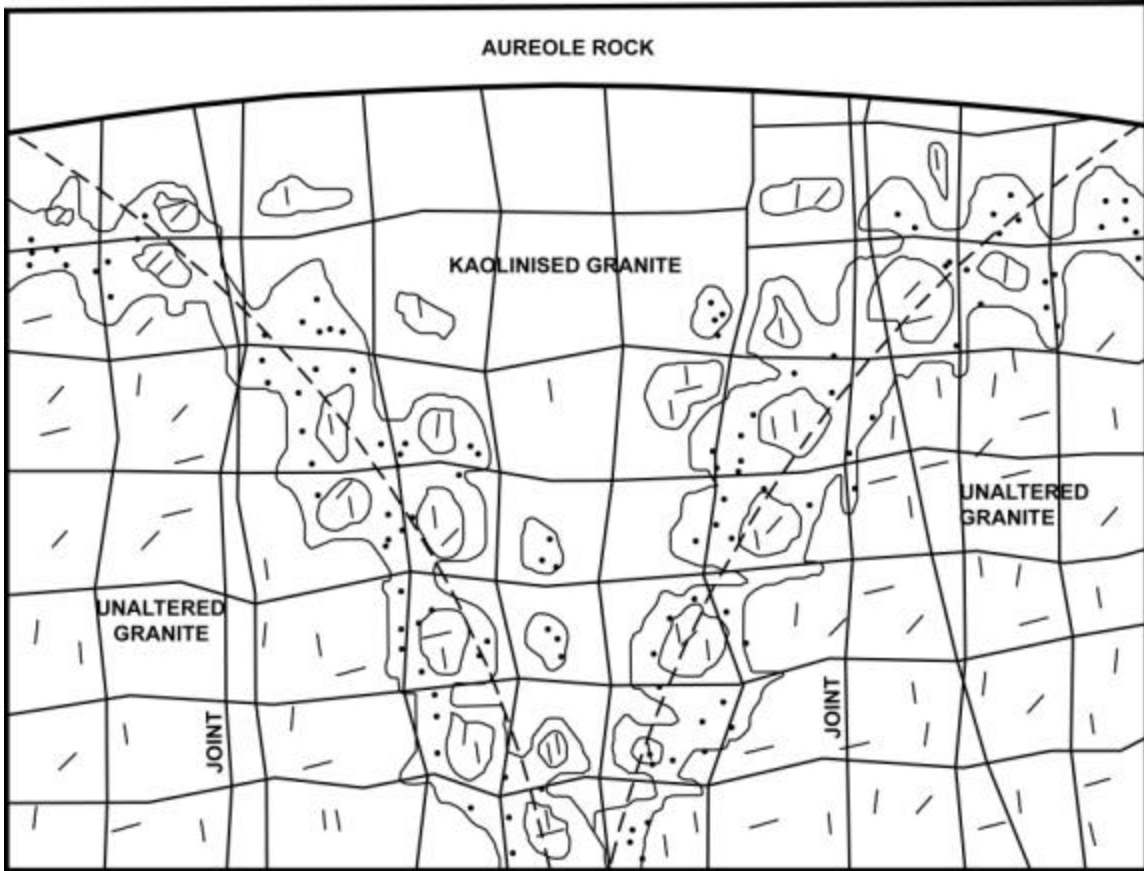 AUREOLE ROCK
KAOLINISED GRANITE
UNALTERED
GRANITE
UNALTERED
GRANITE
JOINT
JOINT